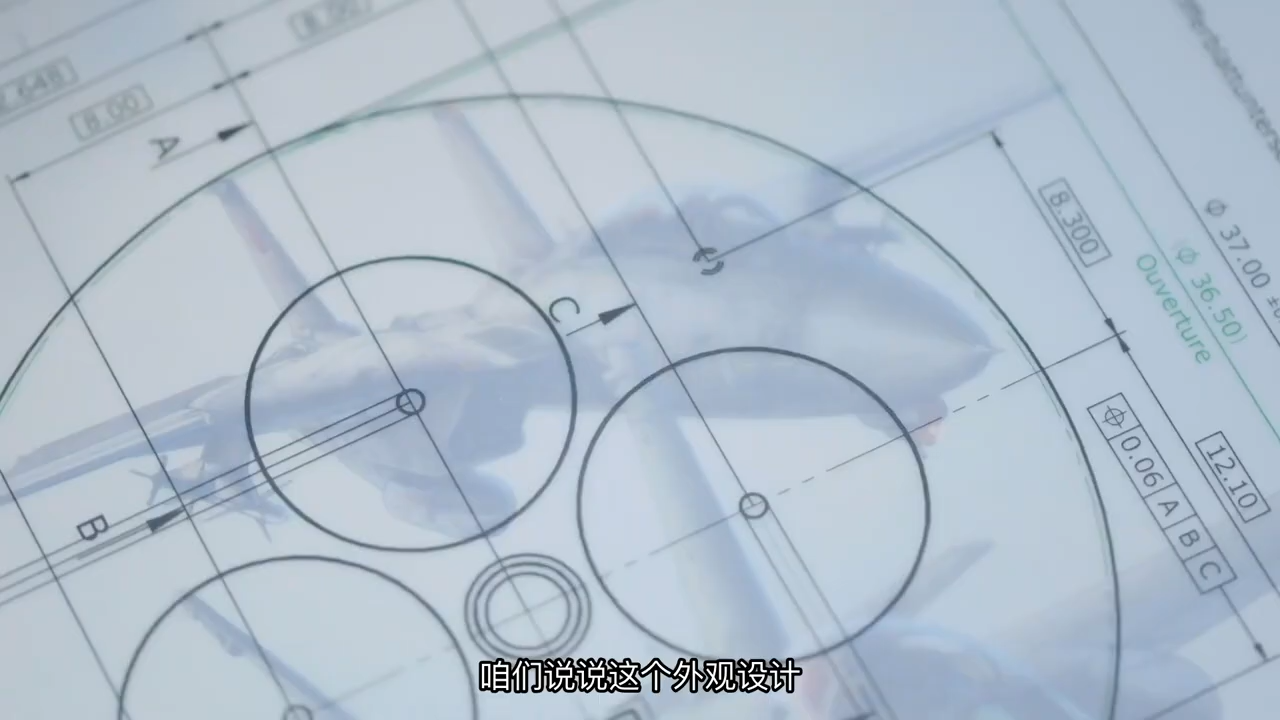 8.00
A
C
8.300
Φ 37.00 ±
(Φ 36.50)
Ouverture
0.06 A B C
12.10
B
咱们说说这个外观设计